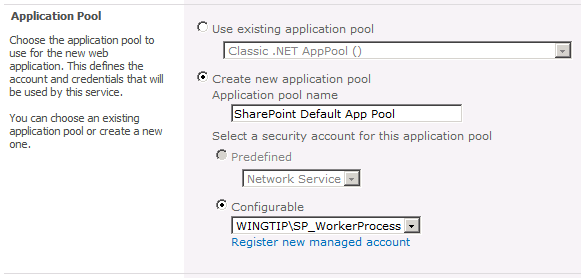 Application Pool
Choose the application pool to
use for the new web
application. This defines the
account and credentials that will
be used by this service.
You can choose an existing
application pool or create a new
one.
Use existing application pool
Classic .NET AppPool ()
Create new application pool
Application pool name
SharePoint Default App Pool
Select a security account for this application pool
Predefined
Network Service
Configurable
WINGTIP\SP_WorkerProcess
Register new managed account